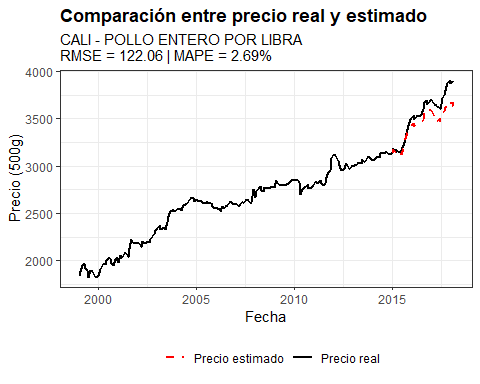 Comparación entre precio real y estimado
CALI - POLLO ENTERO POR LIBRA
RMSE = 122.06 | MAPE = 2.69%
Precio (500g)
4000
3500
3000
2500
2000
2000 2005 2010 2015
Fecha
Precio estimado Precio real